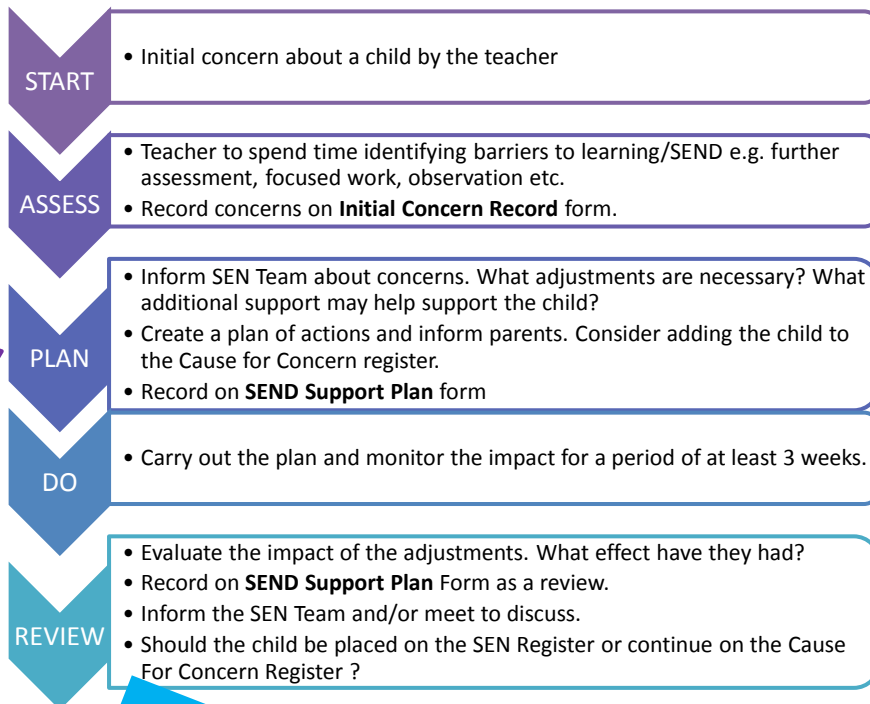 START
• Initial concern about a child by the teacher
ASSESS
• Teacher to spend time identifying barriers to learning/SEND e.g. further
assessment, focused work, observation etc.
• Record concerns on Initial Concern Record form.
PLAN
• Inform SEN Team about concerns. What adjustments are necessary? What
additional support may help support the child?
• Create a plan of actions and inform parents. Consider adding the child to
the Cause for Concern register.
• Record on SEND Support Plan form
DO
• Carry out the plan and monitor the impact for a period of at least 3 weeks.
REVIEW
• Evaluate the impact of the adjustments. What effect have they had?
• Record on SEND Support Plan Form as a review.
• Inform the SEN Team and/or meet to discuss.
• Should the child be placed on the SEN Register or continue on the Cause
For Concern Register ?